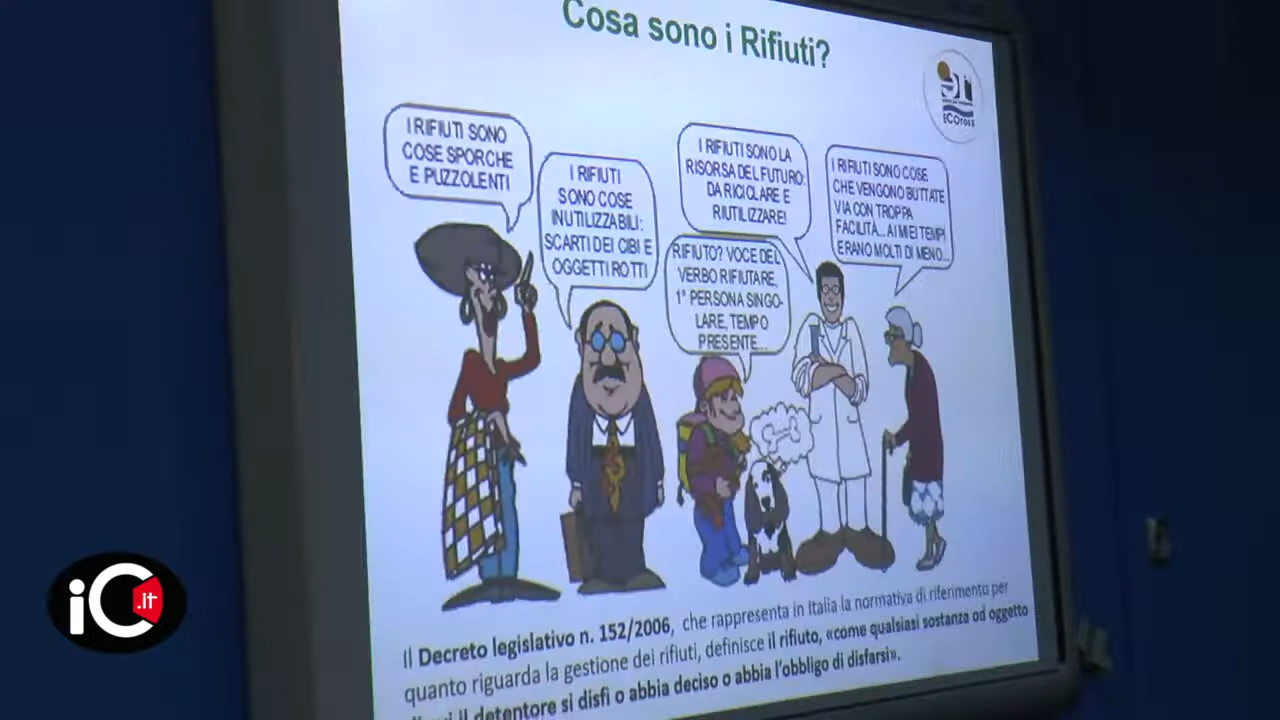 Cosa sono i Rifiuti?
ECOross
I RIFIUTI SONO
COSE SPORCHE
E PUZZOLENTI
I RIFIUTI
SONO COSE
INUTILIZZABILI:
SCARTI DEI CIBI E
OGGETTI ROTTI
RIFIUTO? VOCE DEL
VERBO RIFIUTARE,
1° PERSONA SINGO-
LARE, TEMPO
PRESENTE...
I RIFIUTI SONO LA
RISORSA DEL FUTURO:
DA RICICLARE E
RIUTILIZZARE!
I RIFIUTI SONO COSE
CHE VENGONO BUTTATE
VIA CON TROPPA
FACILITÀ... AI MIEI TEMPI
ERANO MOLTI DI MENO...
Il Decreto legislativo n. 152/2006, che rappresenta in Italia la normativa di riferimento per
quanto riguarda la gestione dei rifiuti, definisce il rifiuto, «come qualsiasi sostanza od oggetto
il detentore si disfi o abbia deciso o abbia l'obbligo di disfarsi».
iC.it